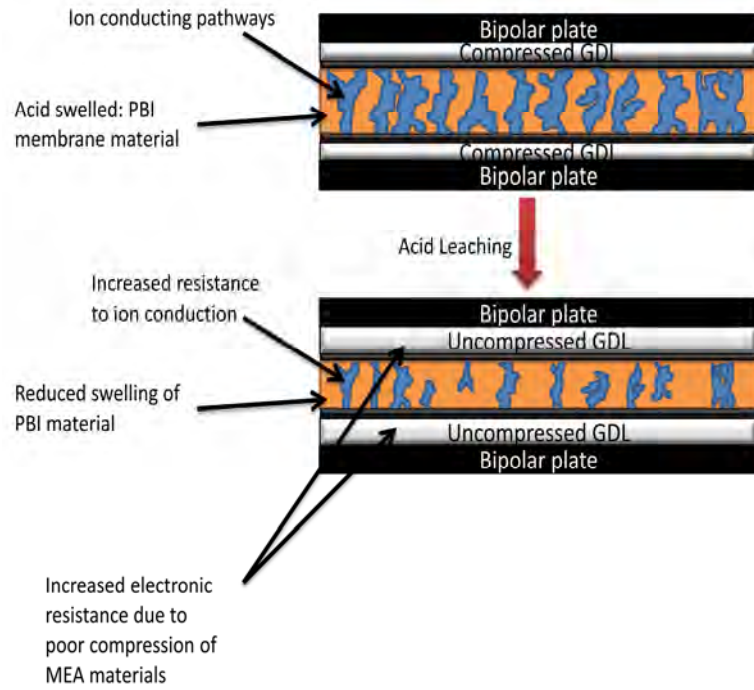 Ion conducting pathways
Bipolar plate
Compressed GDL
Acid swelled: PBI
membrane material
Compressed GDL
Bipolar plate
Acid Leaching
Increased resistance
to ion conduction
Bipolar plate
Uncompressed GDL
Reduced swelling of
PBI material
Uncompressed GDL
Bipolar plate
Increased electronic
resistance due to
poor compression of
MEA materials